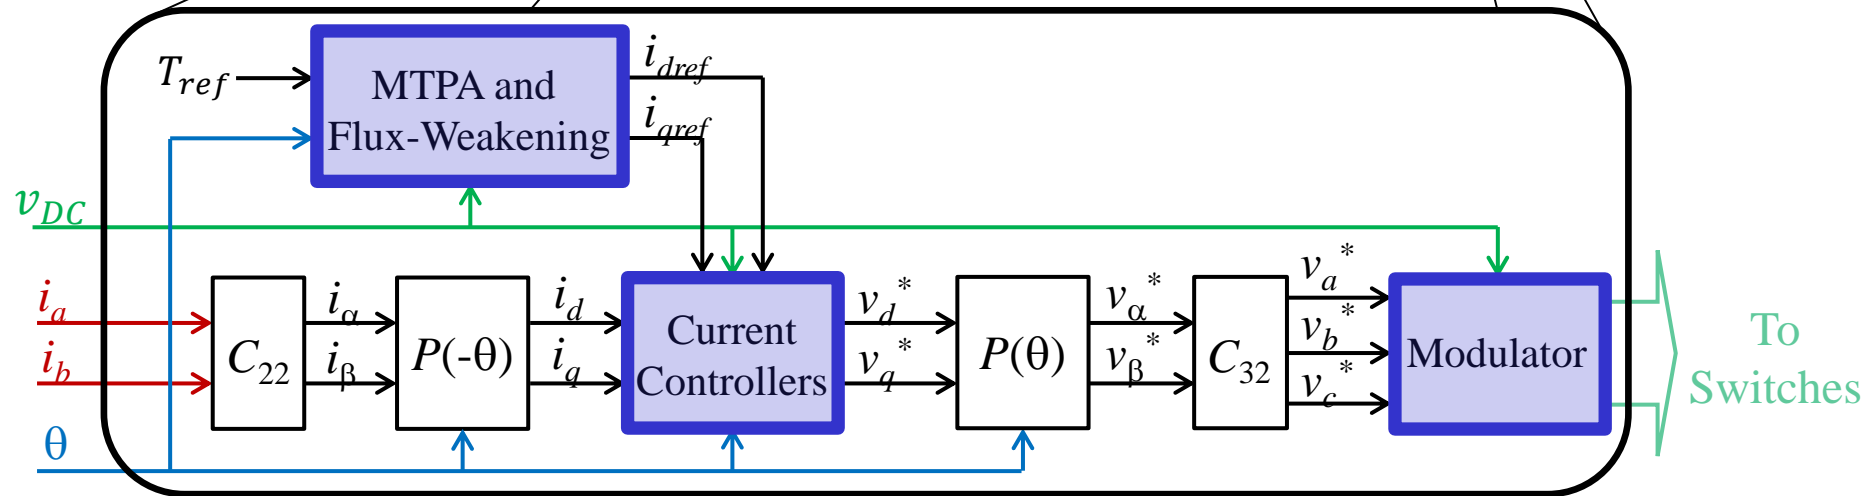 T_ref
MTPA and
Flux-Weakening
i_dref
i_qref
v_DC
i_a
i_b
θ
C_22
i_α
i_β
P(-θ)
i_d
i_q
Current
Controllers
v_d*
v_q*
P(θ)
v_α*
v_β*
C_32
v_a*
v_b*
v_c*
Modulator
To
Switches